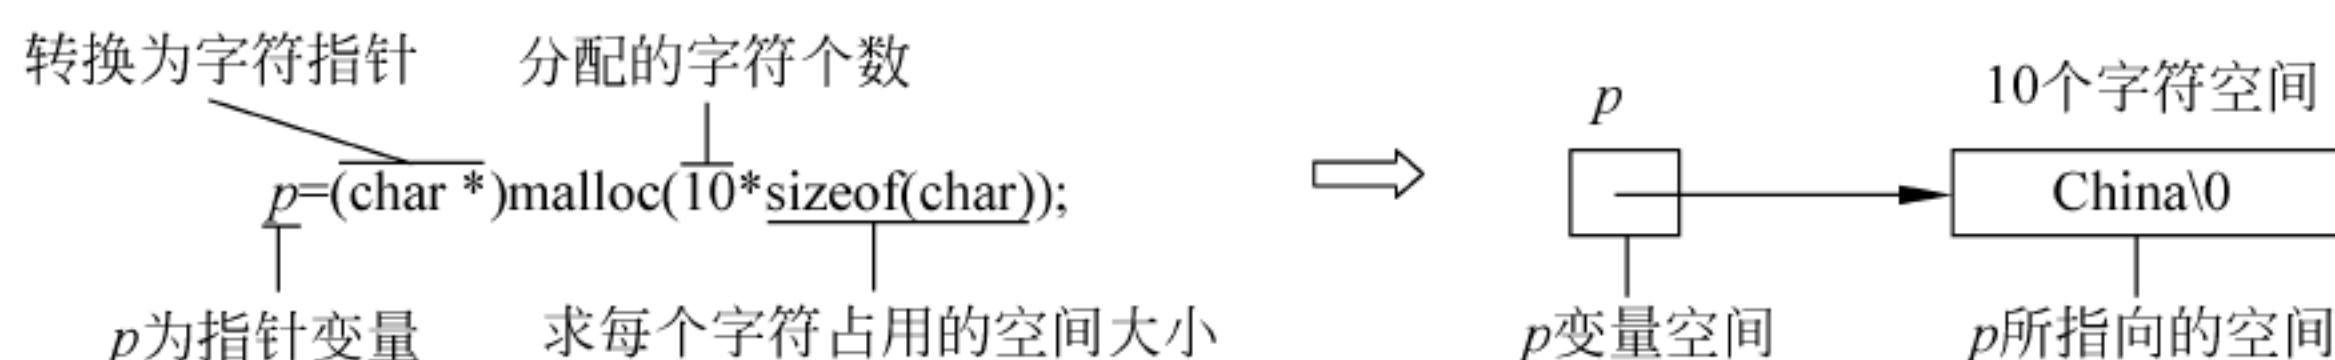 转换为字符指针
分配的字符个数
p=(char *)malloc(10*sizeof(char));
p为指针变量
求每个字符占用的空间大小
p
10个字符空间
China\0
p变量空间
p所指向的空间